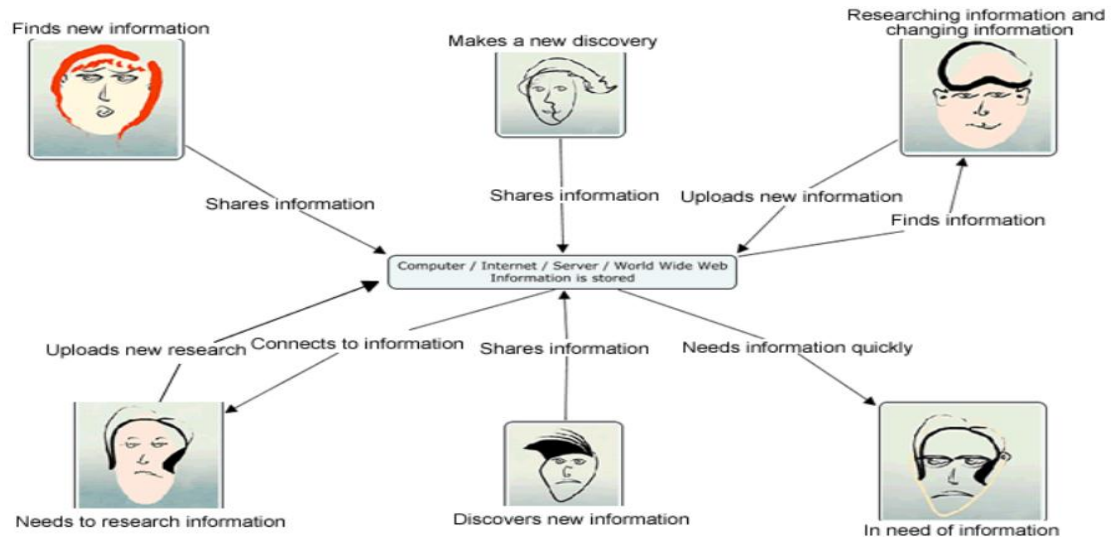 Finds new information
Makes a new discovery
Researching information and
changing information
Shares information
Shares information
Uploads new information
Finds information
Computer / Internet / Server / World Wide Web
Information is stored
Uploads new research
Connects to information
Shares information
Needs information quickly
Needs to research information
Discovers new information
In need of information